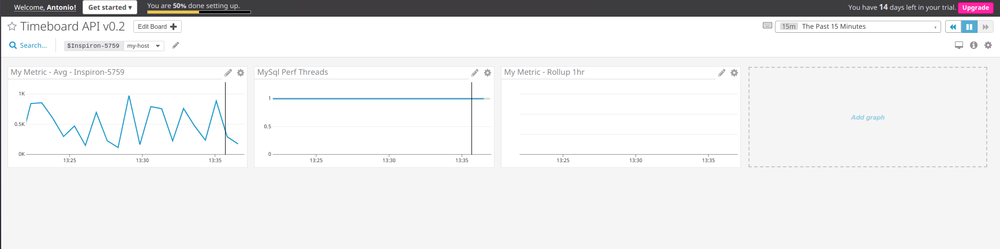 Welcome, Antonio!
Get started ▾
You are 50% done setting up.
You have 14 days left in your trial.
Upgrade
Timeboard API v0.2
Edit Board
15m The Past 15 Minutes
Search...
$Inspiron-5759 my-host
My Metric - Avg - Inspiron-5759
1K
0.5K
0K
13:25 13:30 13:35
MySql Perf Threads
1
0.5
0
13:25 13:30 13:35
My Metric - Rollup 1hr
13:25 13:30 13:35
Add graph